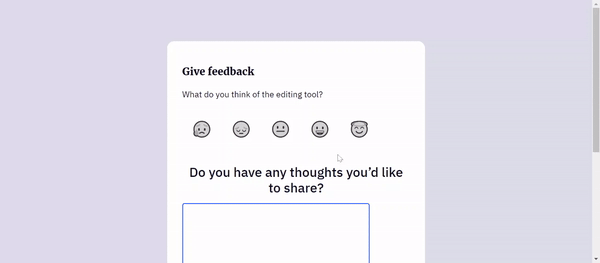 Give feedback
What do you think of the editing tool?
Do you have any thoughts you’d like
to share?